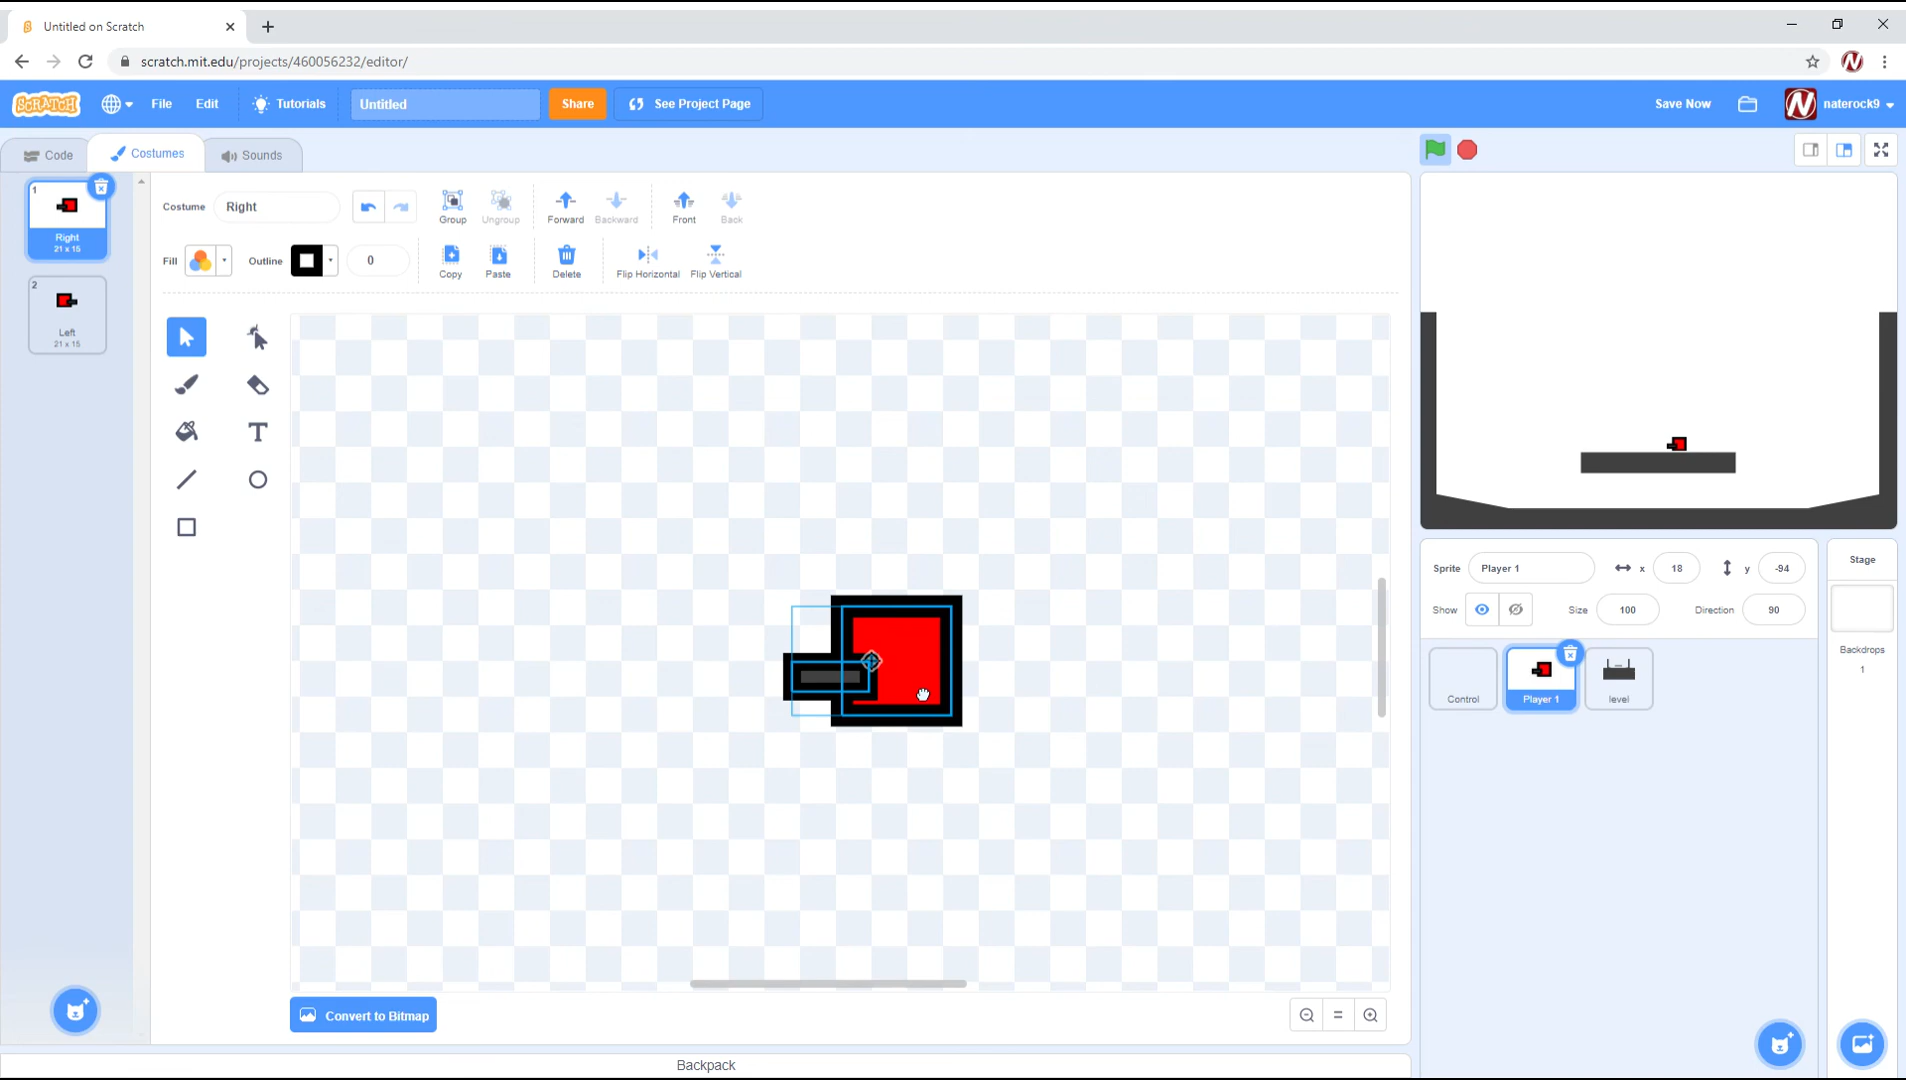 Untitled on Scratch
scratch.mit.edu/projects/460056232/editor/
SCRATCH
File
Edit
Tutorials
Untitled
Share
See Project Page
Save Now
N
naterock9
Code
Costumes
Sounds
1
Right
21 x 15
2
Left
21 x 15
Costume
Right
Group
Ungroup
Forward
Backward
Front
Back
Fill
Outline
0
Copy
Paste
Delete
Flip Horizontal
Flip Vertical
T
Convert to Bitmap
Backpack
Sprite
Player 1
x
18
y
-94
Show
Size
100
Direction
90
Control
Player 1
level
Stage
Backdrops
1